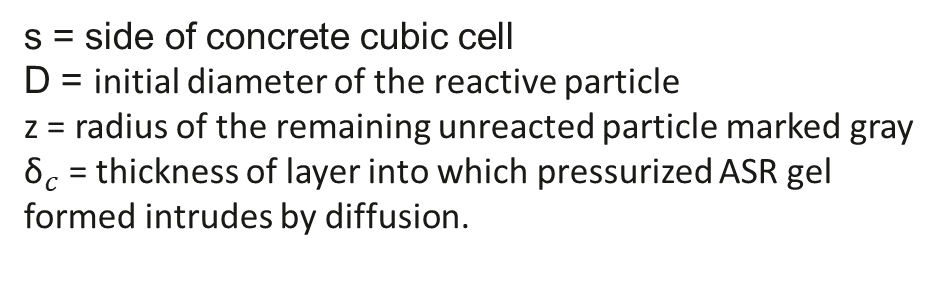 s = side of concrete cubic cell
D = initial diameter of the reactive particle
z = radius of the remaining unreacted particle marked gray
δc = thickness of layer into which pressurized ASR gel
formed intrudes by diffusion.